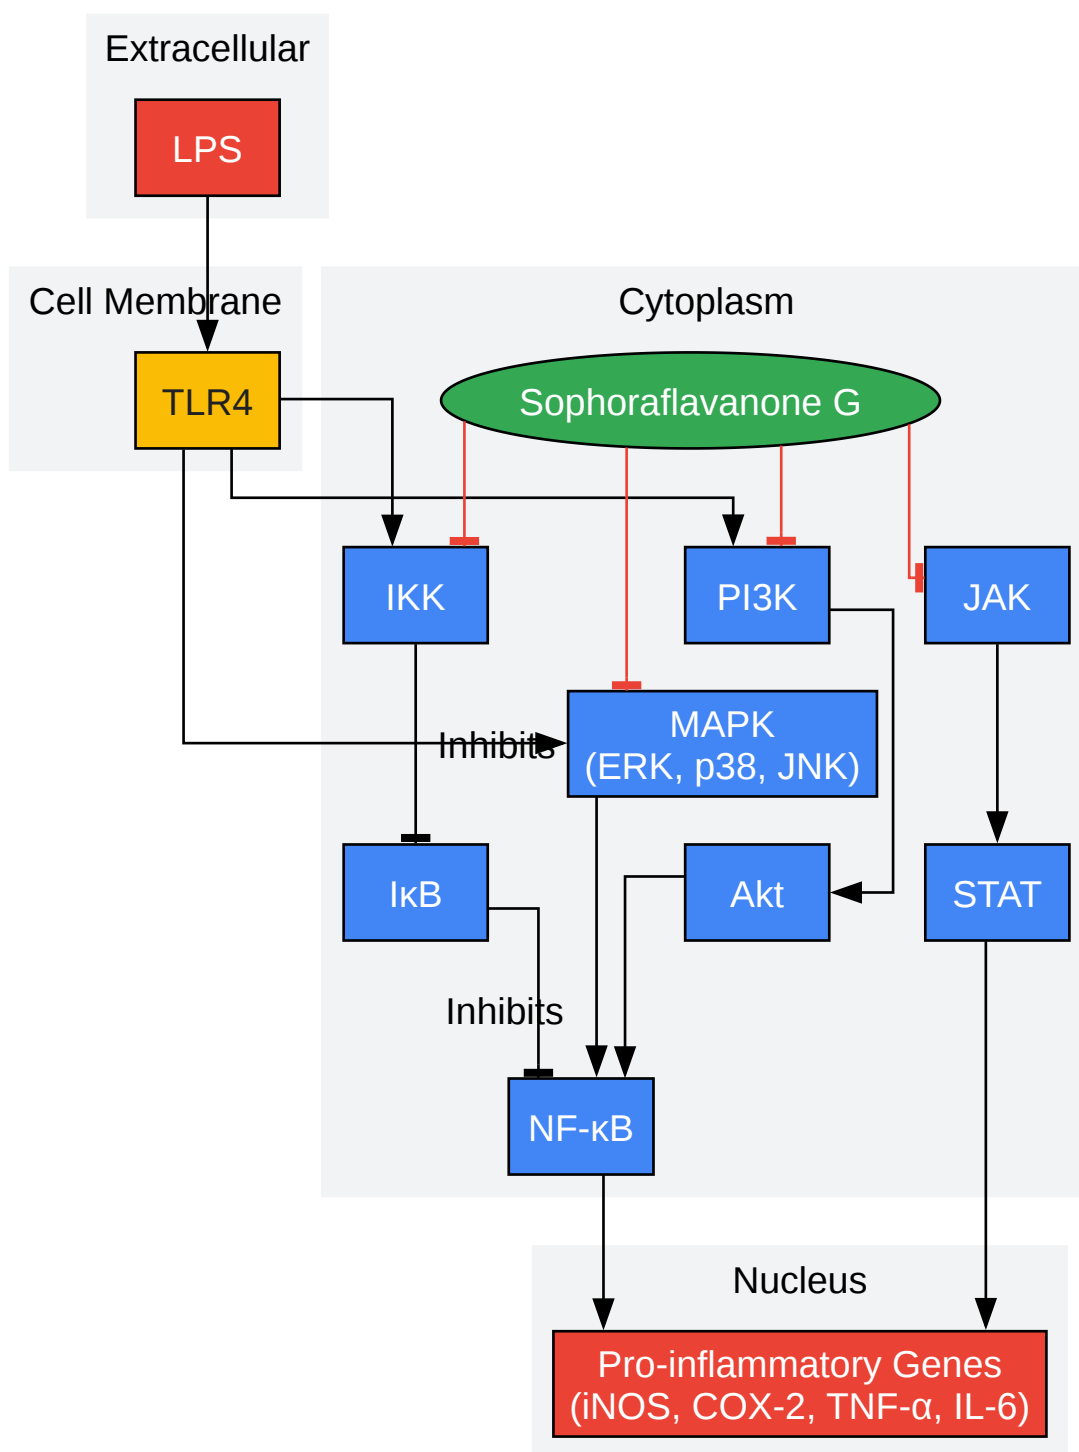 Extracellular
LPS
Cell Membrane
Cytoplasm
TLR4
Sophoraflavanone G
IKK
PI3K
JAK
MAPK
(ERK, p38, JNK)
Inhibits
IκB
Akt
STAT
Inhibits
NF-κB
Nucleus
Pro-inflammatory Genes
(iNOS, COX-2, TNF-α, IL-6)